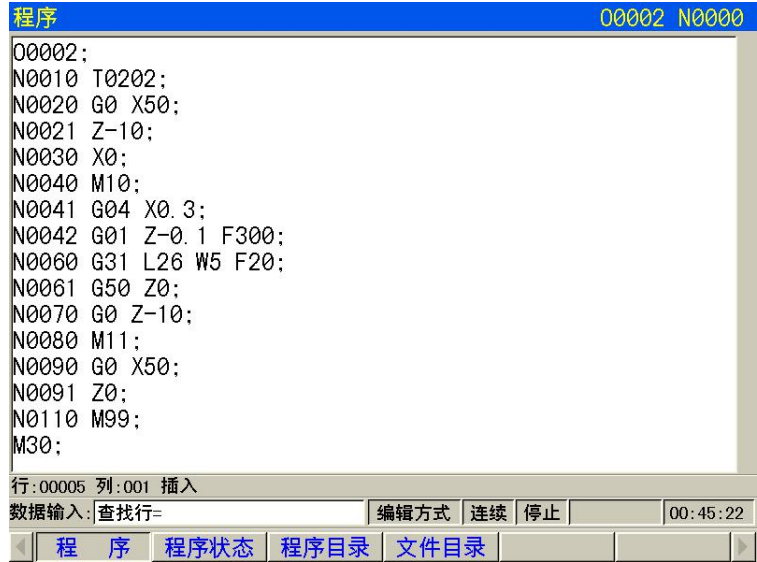 程序 O0002 N0000
O0002;
N0010 T0202;
N0020 G0 X50;
N0021 Z-10;
N0030 X0;
N0040 M10;
N0041 G04 X0.3;
N0042 G01 Z-0.1 F300;
N0060 G31 L26 W5 F20;
N0061 G50 Z0;
N0070 G0 Z-10;
N0080 M11;
N0090 G0 X50;
N0091 Z0;
N0110 M99;
M30;
行:00005 列:001 插入
数据输入:查找行= 编辑方式 连续 停止 00:45:22
程 序 程序状态 程序目录 文件目录